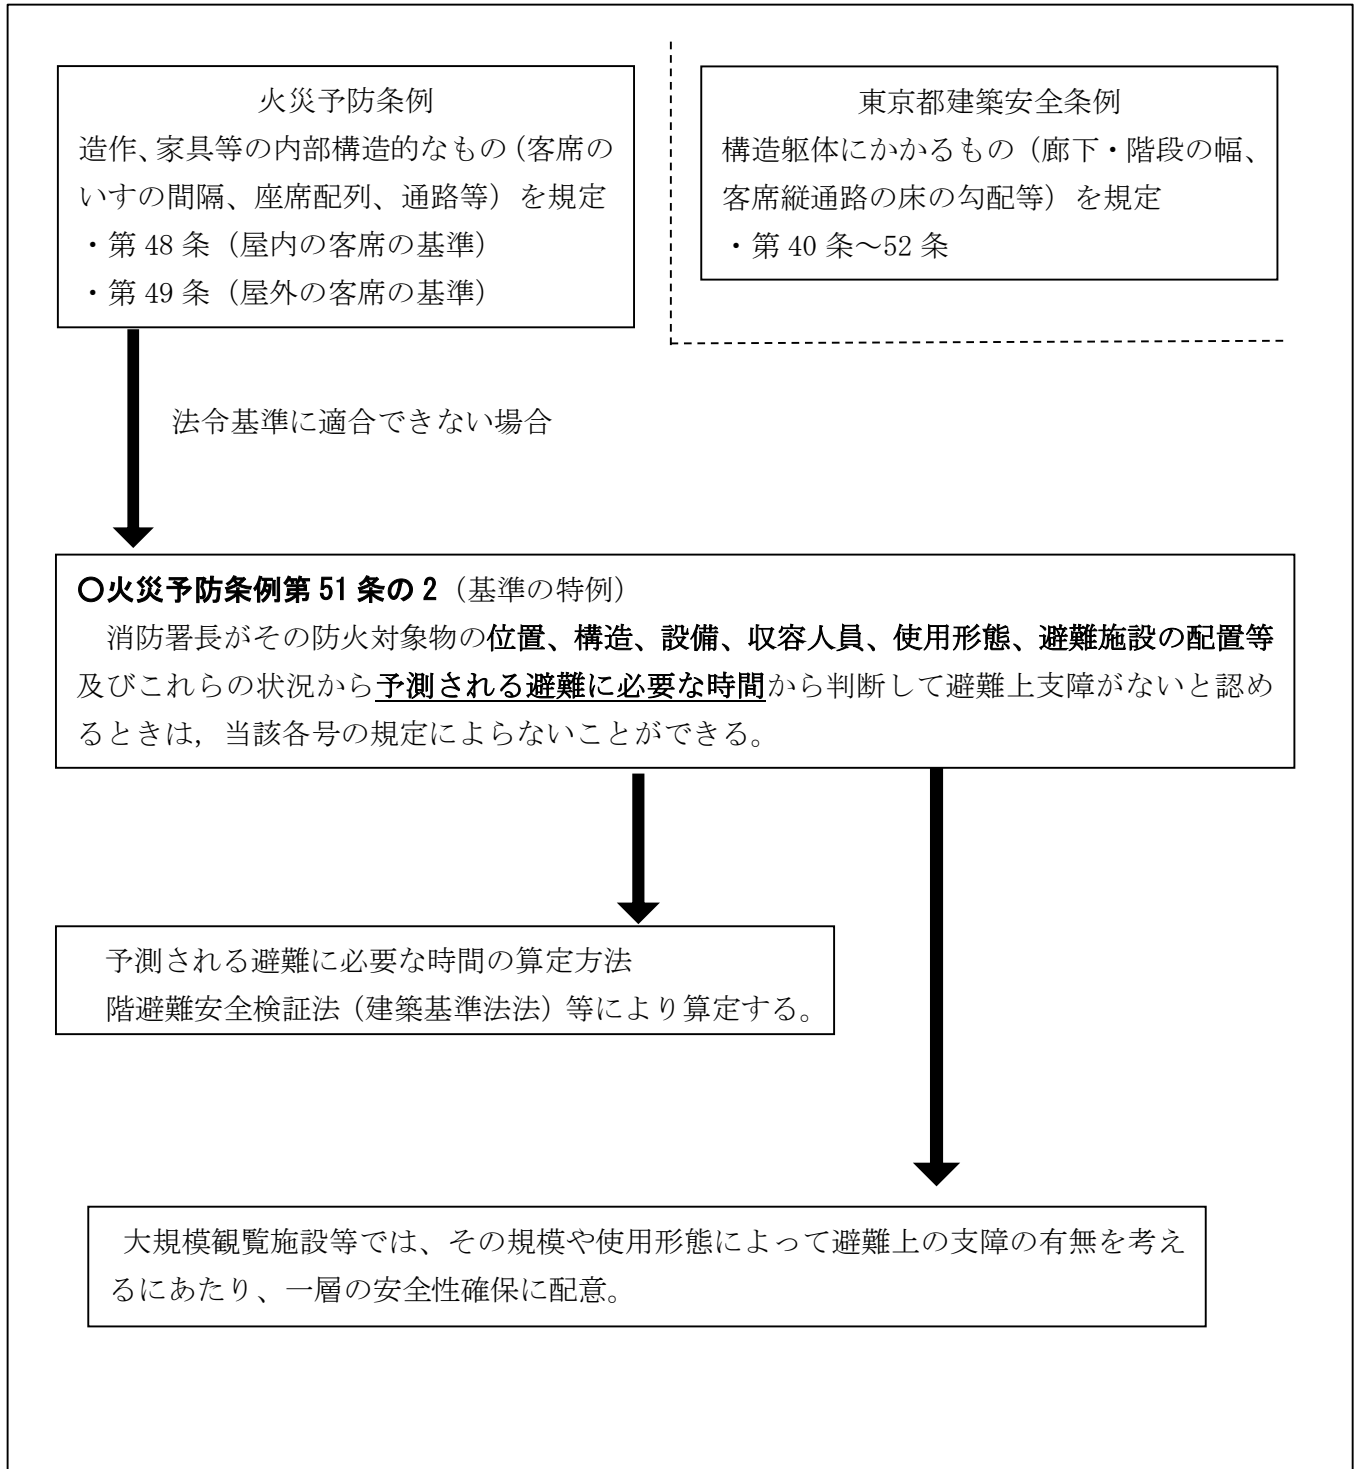 火災予防条例
造作、家具等の内部構造的なもの（客席の
いすの間隔、座席配列、通路等）を規定
・第 48 条（屋内の客席の基準）
・第 49 条（屋外の客席の基準）
東京都建築安全条例
構造躯体にかかるもの（廊下・階段の幅、
客席縦通路の床の勾配等）を規定
・第 40 条～52 条
法令基準に適合できない場合
〇火災予防条例第 51 条の 2（基準の特例）
消防署長がその防火対象物の位置、構造、設備、収容人員、使用形態、避難施設の配置等
及びこれらの状況から予測される避難に必要な時間から判断して避難上支障がないと認め
るときは，当該各号の規定によらないことができる。
予測される避難に必要な時間の算定方法
階避難安全検証法（建築基準法法）等により算定する。
大規模観覧施設等では、その規模や使用形態によって避難上の支障の有無を考え
るにあたり、一層の安全性確保に配意。